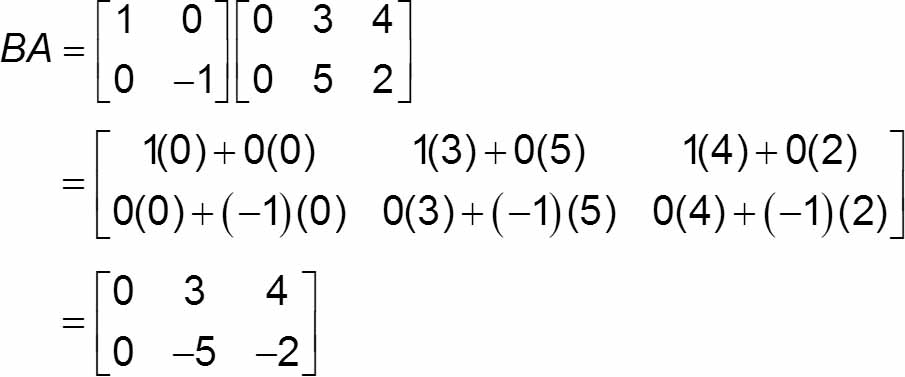 BA = [1 0] [0 3 4]
[0 −1] [0 5 2]
= [1(0) + 0(0) 1(3) + 0(5) 1(4) + 0(2)]
[0(0) + (−1)(0) 0(3) + (−1)(5) 0(4) + (−1)(2)]
= [0 3 4]
[0 −5 −2]